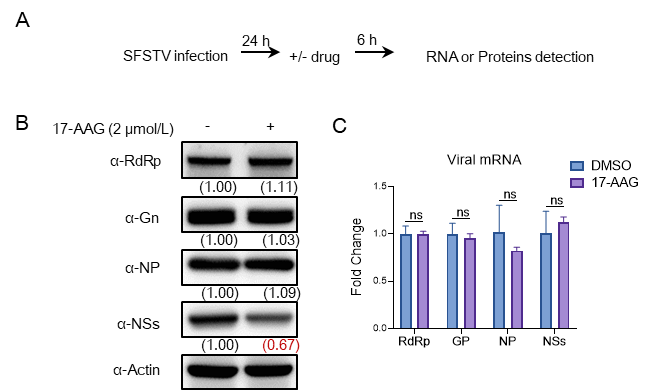 A
SFSTV infection
24 h
+/- drug
6 h
RNA or Proteins detection
B
17-AAG (2 μmol/L)
-
+
α-RdRp
(1.00)
(1.11)
α-Gn
(1.00)
(1.03)
α-NP
(1.00)
(1.09)
α-NSs
(1.00)
(0.67)
α-Actin
C
Viral mRNA
DMSO
17-AAG
Fold Change
1.5
1.0
0.5
0.0
ns
ns
ns
ns
RdRp
GP
NP
NSs